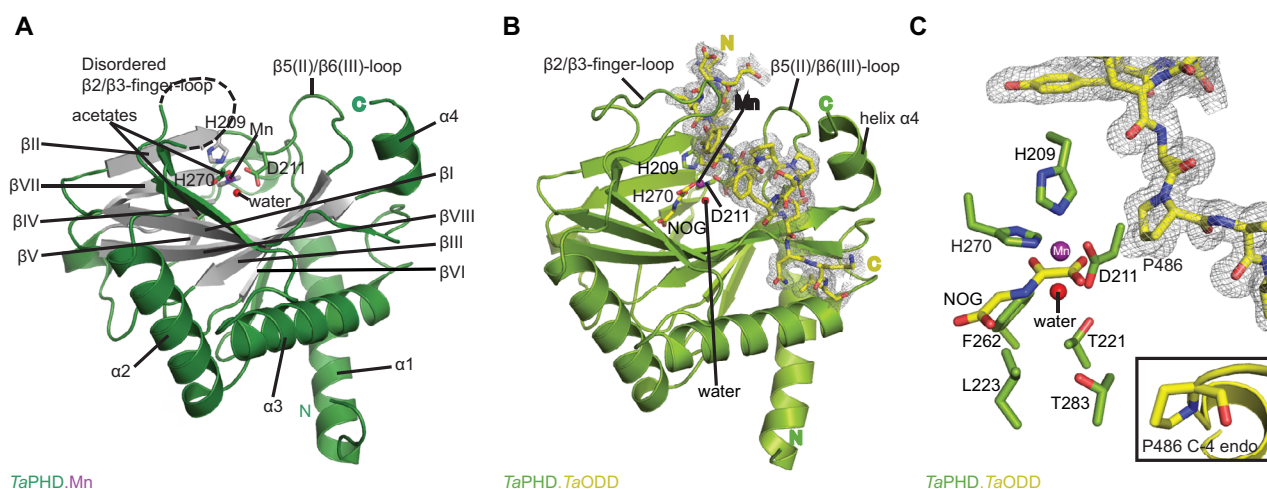 A
Disordered
β2/β3-finger-loop
β5(II)/β6(III)-loop
acetates
H209
Mn
C
α4
βII
βVII
H270
D211
βI
water
βIV
βV
βVIII
βIII
βVI
α2
α3
α1
N
TaPHD.Mn
B
N
β2/β3-finger-loop
β5(II)/β6(III)-loop
Mn
C
helix α4
H209
H270
D211
NOG
C
water
N
TaPHD.TaODD
C
H209
H270
Mn
D211
P486
NOG
water
F262
T221
L223
T283
P486 C-4 endo
TaPHD.TaODD